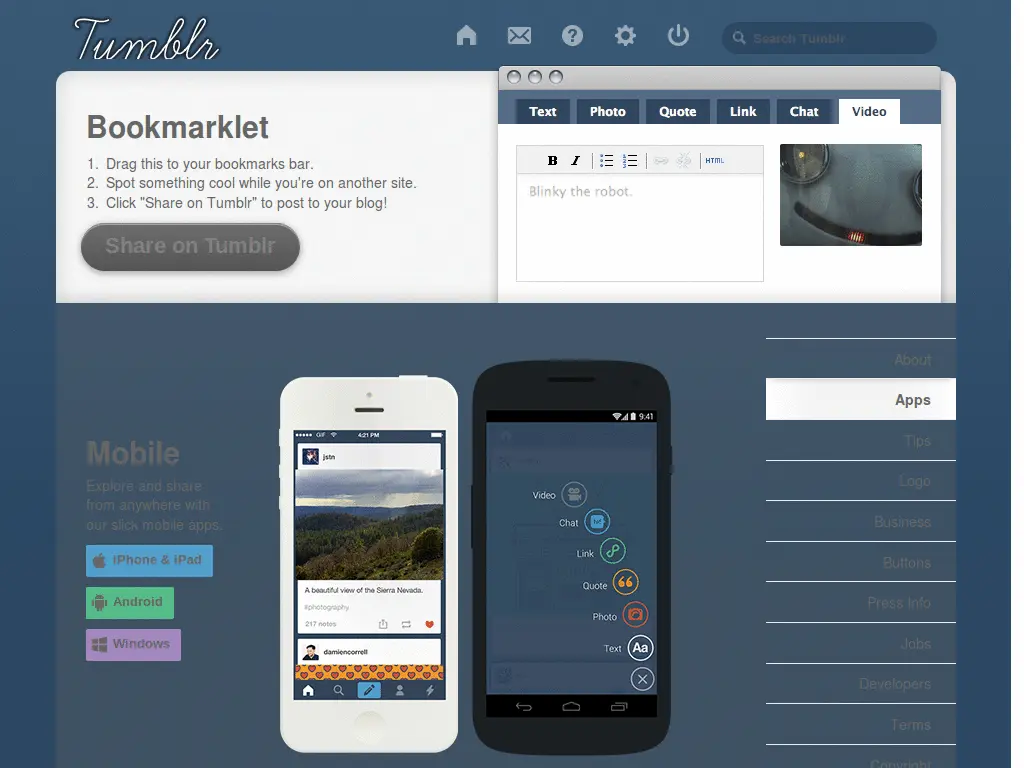 Tumblr
Search Tumblr
Bookmarklet
1. Drag this to your bookmarks bar.
2. Spot something cool while you're on another site.
3. Click "Share on Tumblr" to post to your blog!
Share on Tumblr
Text Photo Quote Link Chat Video
B I HTML
Blinky the robot.
Mobile
Explore and share
from anywhere with
our slick mobile apps.
iPhone & iPad
Android
Windows
GIF 4:21 PM
jstn
A beautiful view of the Sierra Nevada.
#photography
217 notes
damiencorrell
9:41
Video
Chat
Link
Quote
Photo
Text Aa
About
Apps
Tips
Logo
Business
Buttons
Press Info
Jobs
Developers
Terms
Copyright